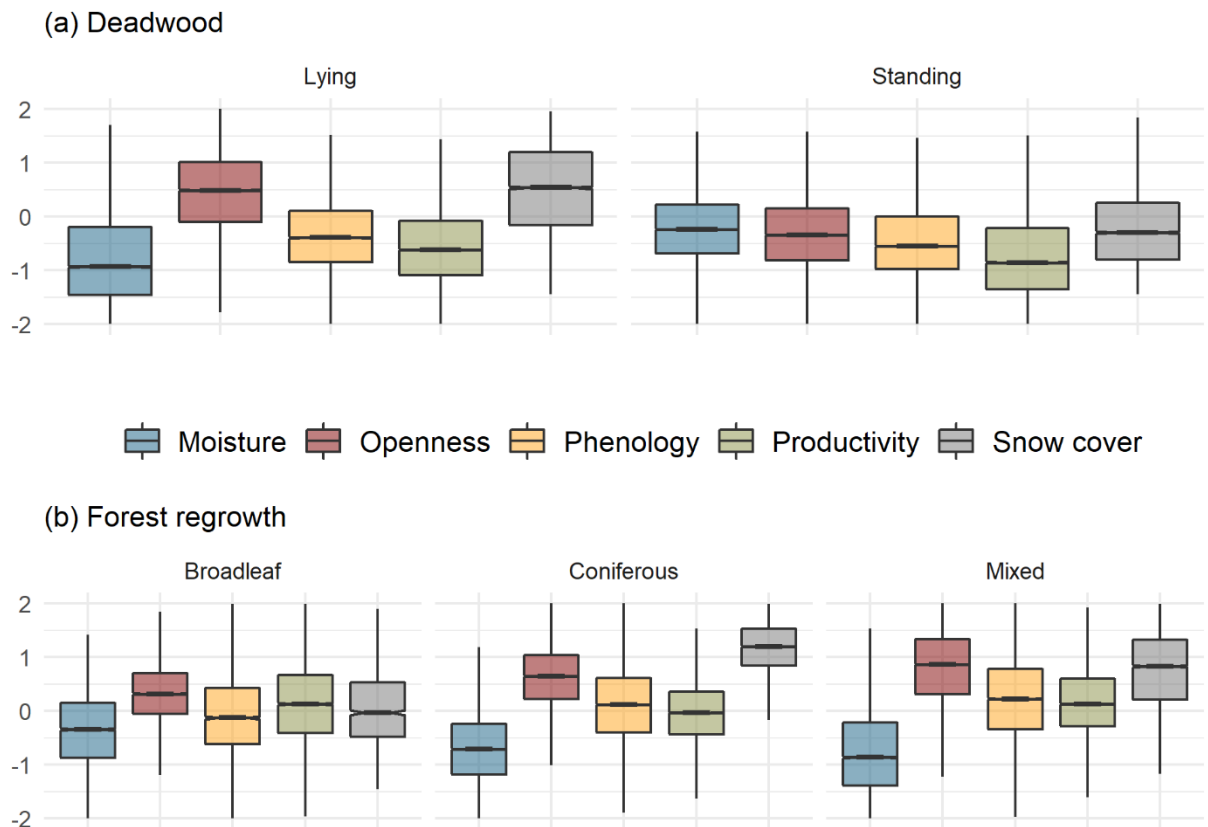 (a) Deadwood
Lying
Standing
2
1
0
-1
-2
Moisture Openness Phenology Productivity Snow cover
(b) Forest regrowth
Broadleaf
Coniferous
Mixed
2
1
0
-1
-2